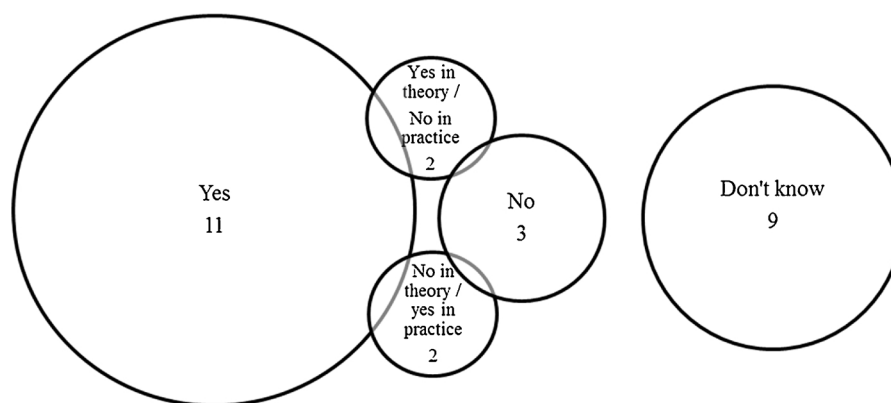 Yes
11
Yes in
theory /
No in
practice
2
No
3
No in
theory /
yes in
practice
2
Don't know
9